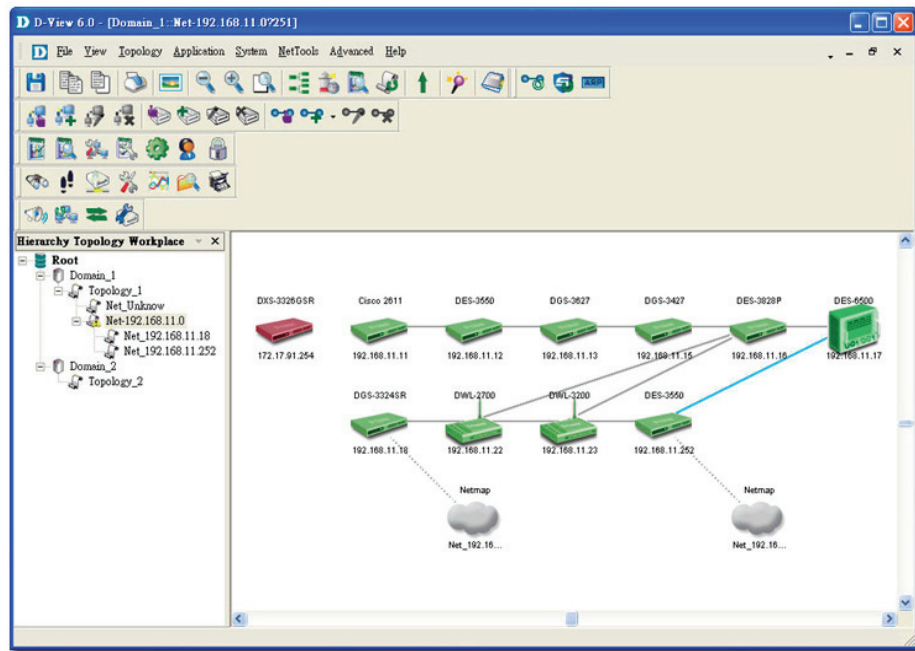 D-View 6.0 - [Domain_1::Net-192.168.11.0?251]
File View Topology Application System NetTools Advanced Help
ARP
Hierarchy Topology Workplace
Root
Domain_1
Topology_1
Net_Unknow
Net-192.168.11.0
Net_192.168.11.18
Net_192.168.11.252
Domain_2
Topology_2
DXS-3326GSR Cisco 2611 DES-3550 DGS-3627 DGS-3427 DES-3828P DES-6500
172.17.91.254 192.168.11.11 192.168.11.12 192.168.11.13 192.168.11.15 192.168.11.16 192.168.11.17
DGS-3324SR DWL-2700 DWL-3200 DES-3550
192.168.11.18 192.168.11.22 192.168.11.23 192.168.11.252
Netmap Netmap
Net_192.16... Net_192.16...